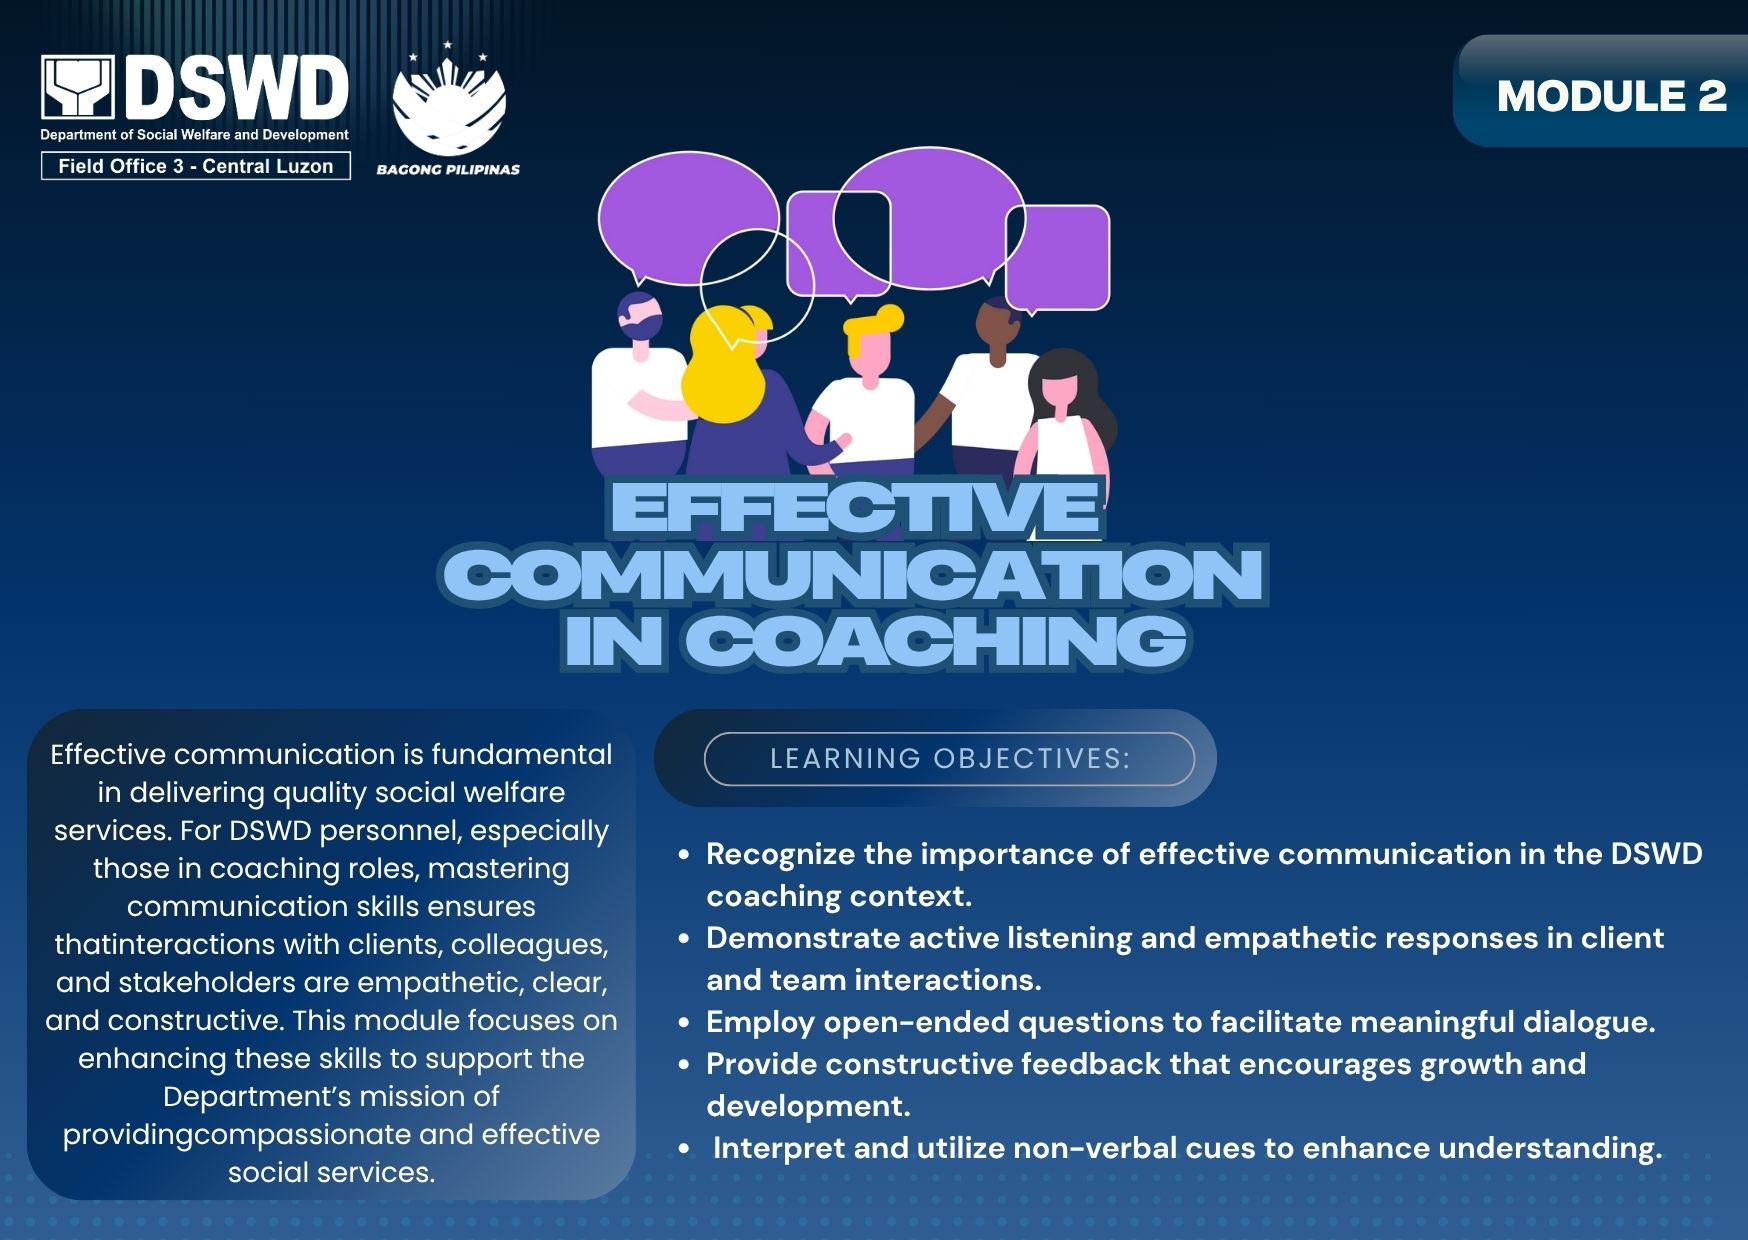 DSWD
Department of Social Welfare and Development
Field Office 3 - Central Luzon
BAGONG PILIPINAS
MODULE 2
EFFECTIVE
COMMUNICATION
IN COACHING
Effective communication is fundamental
in delivering quality social welfare
services. For DSWD personnel, especially
those in coaching roles, mastering
communication skills ensures
thatinteractions with clients, colleagues,
and stakeholders are empathetic, clear,
and constructive. This module focuses on
enhancing these skills to support the
Department’s mission of
providingcompassionate and effective
social services.
LEARNING OBJECTIVES:
• Recognize the importance of effective communication in the DSWD
coaching context.
• Demonstrate active listening and empathetic responses in client
and team interactions.
• Employ open-ended questions to facilitate meaningful dialogue.
• Provide constructive feedback that encourages growth and
development.
• Interpret and utilize non-verbal cues to enhance understanding.